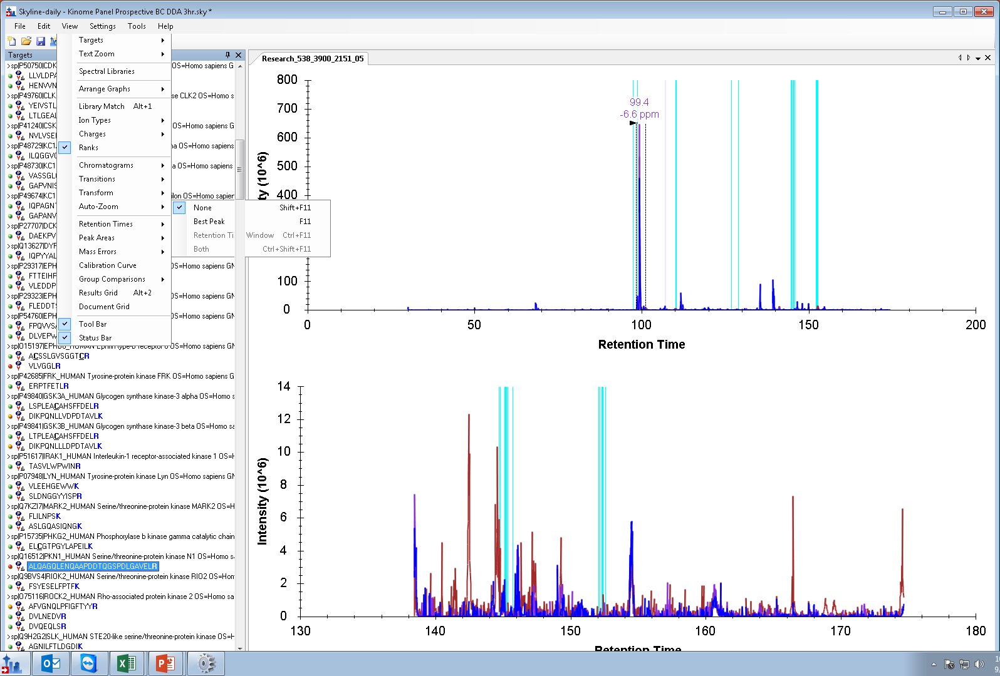 Skyline-daily - Kinome Panel Prospective BC DDA 3hr.sky *
File Edit View Settings Tools Help
Targets
Targets
Text Zoom
Spectral Libraries
Arrange Graphs
Library Match Alt+1
Ion Types
Charges
Ranks
Chromatograms
Transitions
Transform
Auto-Zoom
Retention Times
Peak Areas
Mass Errors
Calibration Curve
Group Comparisons
Results Grid Alt+2
Document Grid
Tool Bar
Status Bar
None Shift+F11
Best Peak F11
Retention Ti Window Ctrl+F11
Both Ctrl+Shift+F11
>sp|P50750|CDK OS=Homo sapiens G
LLVLDPA
HENVVN
>sp|P49760|CLK se CLK2 OS=Homo s
YEIVSTL
LTLGEAL
>sp|P41240|CSK OS=Homo sapiens G
NVLVSEI
>sp|P48729|KC1 na OS=Homo sapiens
ILQGGVG
>sp|P48730|KC1 a OS=Homo sapiens
VASSGL
GAPVNIS
>sp|P49674|KC1 ilon OS=Homo sapien
IQPAGNT
GAPANV
>sp|P27707|DCK
DAEKPV
>sp|Q13627|DYF
IQPYYAL
>sp|P29317|EPH OS=Homo sapiens GN
FTTEIHF
VLEDDP
>sp|P29323|EPH OS=Homo sapiens GN
FLEDDTS
>sp|P54760|EPH OS=Homo sapiens GN
FPQVVSA
DLVEPW
>sp|O15197|EPHB6_HUMAN Ephrin type-B receptor 6 OS=Homo sapiens GN
ACSSLGVSGGTCR
VLVGGLR
>sp|P42685|FRK_HUMAN Tyrosine-protein kinase FRK OS=Homo sapiens G
ERPTFETLR
>sp|P49840|GSK3A_HUMAN Glycogen synthase kinase-3 alpha OS=Homo s
LSPLEACAHSFFDELR
DIKPQNLLVDPDTAVLK
>sp|P49841|GSK3B_HUMAN Glycogen synthase kinase-3 beta OS=Homo sa
LTPLEACAHSFFDELR
DIKPQNLLLDPDTAVLK
>sp|P51617|IRAK1_HUMAN Interleukin-1 receptor-associated kinase 1 OS=H
TASVLWPWINR
>sp|P07948|LYN_HUMAN Tyrosine-protein kinase Lyn OS=Homo sapiens GN
VLEEHGEWWK
SLDNGGYYISPR
>sp|Q7KZI7|MARK2_HUMAN Serine/threonine-protein kinase MARK2 OS=H
FLILNPSK
ASLGQASIQNGK
>sp|P15735|PHKG2_HUMAN Phosphorylase b kinase gamma catalytic chain
ELCGTPGYLAPEILK
>sp|Q16512|PKN1_HUMAN Serine/threonine-protein kinase N1 OS=Homo sa
ALQAGQLENQAAPDDTQGSPDLGAVELR
>sp|Q9BVS4|RIOK2_HUMAN Serine/threonine-protein kinase RIO2 OS=Hom
FSYESELFPTFK
>sp|O75116|ROCK2_HUMAN Rho-associated protein kinase 2 OS=Homo sa
AFVGNQLPFIGFTYYR
DVLNEDVR
DVQEQLSR
>sp|Q9H2G2|SLK_HUMAN STE20-like serine/threonine-protein kinase OS=H
AGNILFTLDGDIK
Research_538_3900_2151_05
800
700
600
500
400
100
0
ty (10^6)
99.4
-6.6 ppm
0 50 100 150 200
Retention Time
14
12
10
8
6
4
2
0
Intensity (10^6)
130 140 150 160 170 180
Retention Time